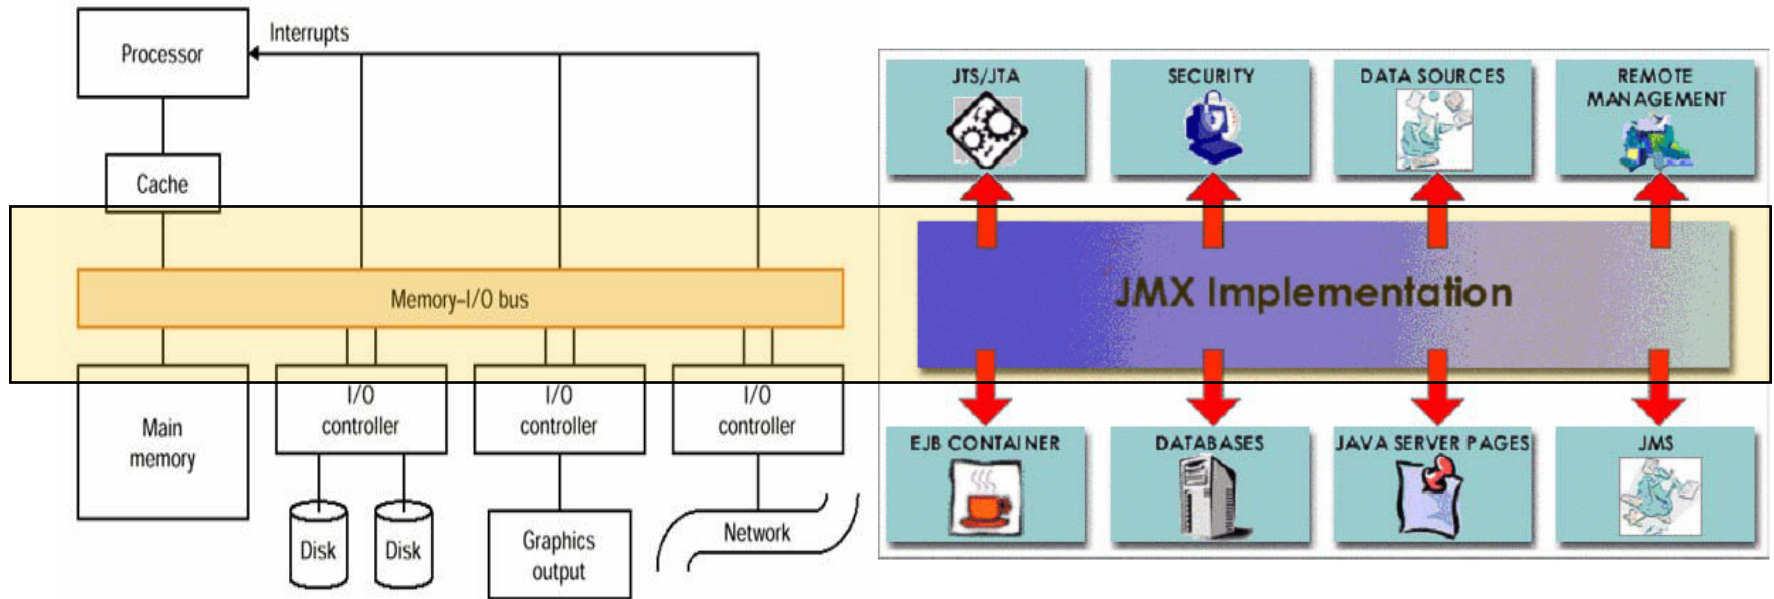 Processor
Interrupts
Cache
Memory–I/O bus
Main
memory
I/O
controller
I/O
controller
I/O
controller
Disk
Disk
Graphics
output
Network
JTS/JTA
SECURITY
DATA SOURCES
REMOTE
MANAGEMENT
JMX Implementation
EJB CONTAINER
DATABASES
JAVA SERVER PAGES
JMS